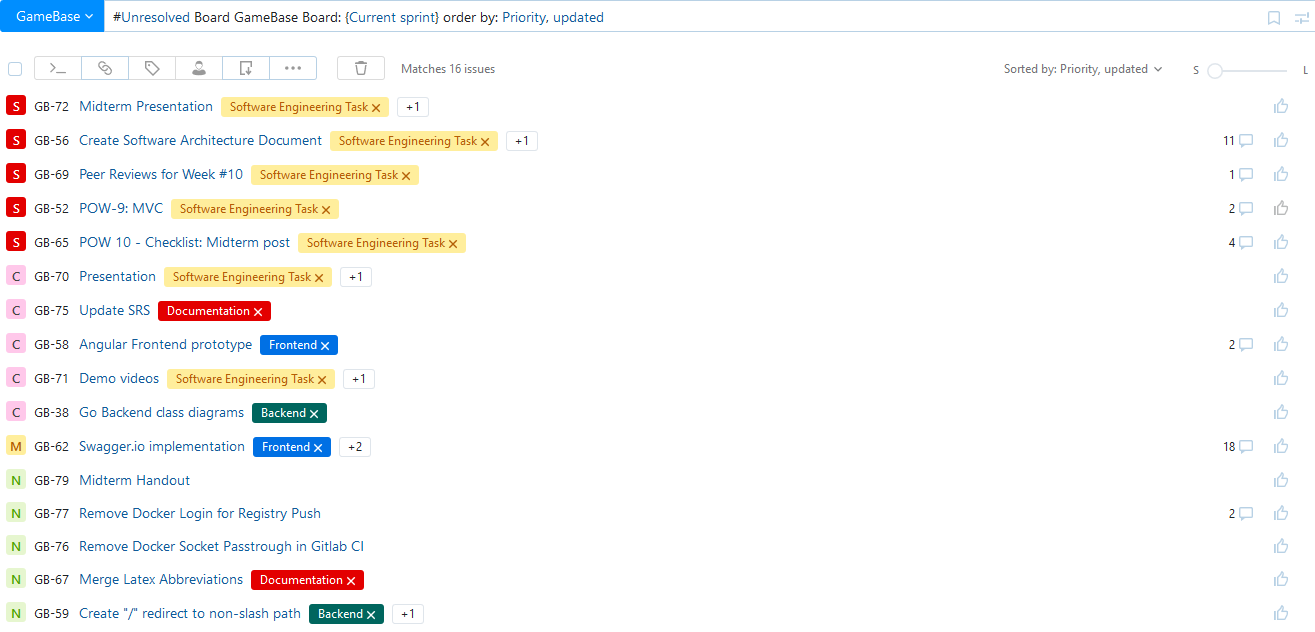 GameBase #Unresolved Board GameBase Board: {Current sprint} order by: Priority, updated
>_ ••• Matches 16 issues Sorted by: Priority, updated S L
S GB-72 Midterm Presentation Software Engineering Task × +1
S GB-56 Create Software Architecture Document Software Engineering Task × +1 11
S GB-69 Peer Reviews for Week #10 Software Engineering Task × 1
S GB-52 POW-9: MVC Software Engineering Task × 2
S GB-65 POW 10 - Checklist: Midterm post Software Engineering Task × 4
C GB-70 Presentation Software Engineering Task × +1
C GB-75 Update SRS Documentation ×
C GB-58 Angular Frontend prototype Frontend × 2
C GB-71 Demo videos Software Engineering Task × +1
C GB-38 Go Backend class diagrams Backend ×
M GB-62 Swagger.io implementation Frontend × +2 18
N GB-79 Midterm Handout
N GB-77 Remove Docker Login for Registry Push 2
N GB-76 Remove Docker Socket Passtrough in Gitlab CI
N GB-67 Merge Latex Abbreviations Documentation ×
N GB-59 Create "/" redirect to non-slash path Backend × +1